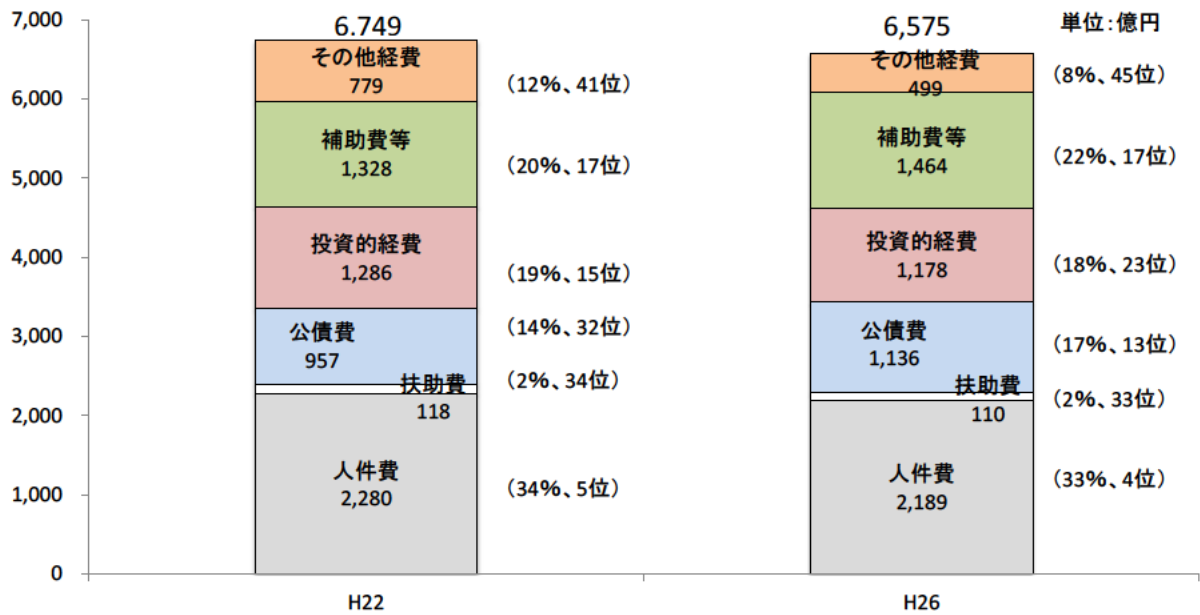 単位:億円
7,000
6,000
5,000
4,000
3,000
2,000
1,000
0
6.749
その他経費
779
(12%、41位)
補助費等
1,328
(20%、17位)
投資的経費
1,286
(19%、15位)
公債費
957
(14%、32位)
扶助費
118
(2%、34位)
人件費
2,280
(34%、5位)
H22
6,575
その他経費
499
(8%、45位)
補助費等
1,464
(22%、17位)
投資的経費
1,178
(18%、23位)
公債費
1,136
(17%、13位)
扶助費
110
(2%、33位)
人件費
2,189
(33%、4位)
H26